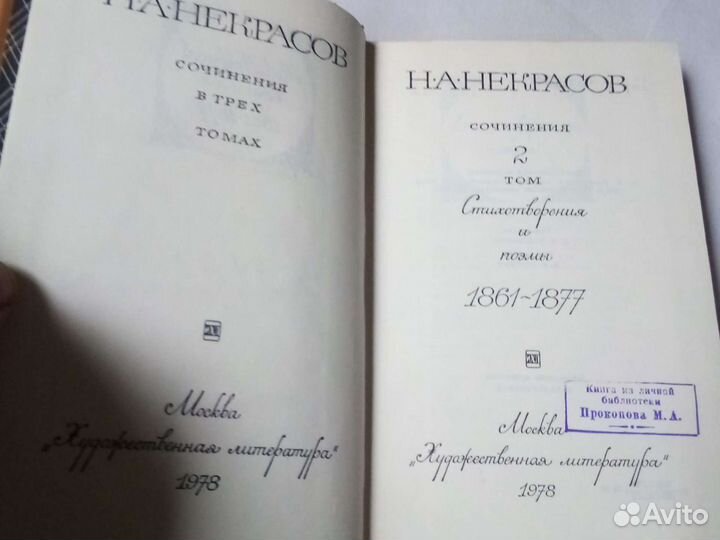 Н·А·НЕКРАСОВ
СОЧИНЕНИЯ
В ТРЕХ
ТОМАХ
Москва
„Художественная литература"
1978
Н·А·НЕКРАСОВ
СОЧИНЕНИЯ
2
ТОМ
Стихотворения
и
поэмы
1861-1877
Книга из личной
библиотеки
Прокопова М. А.
Москва
„Художественная литература"
1978
Avito